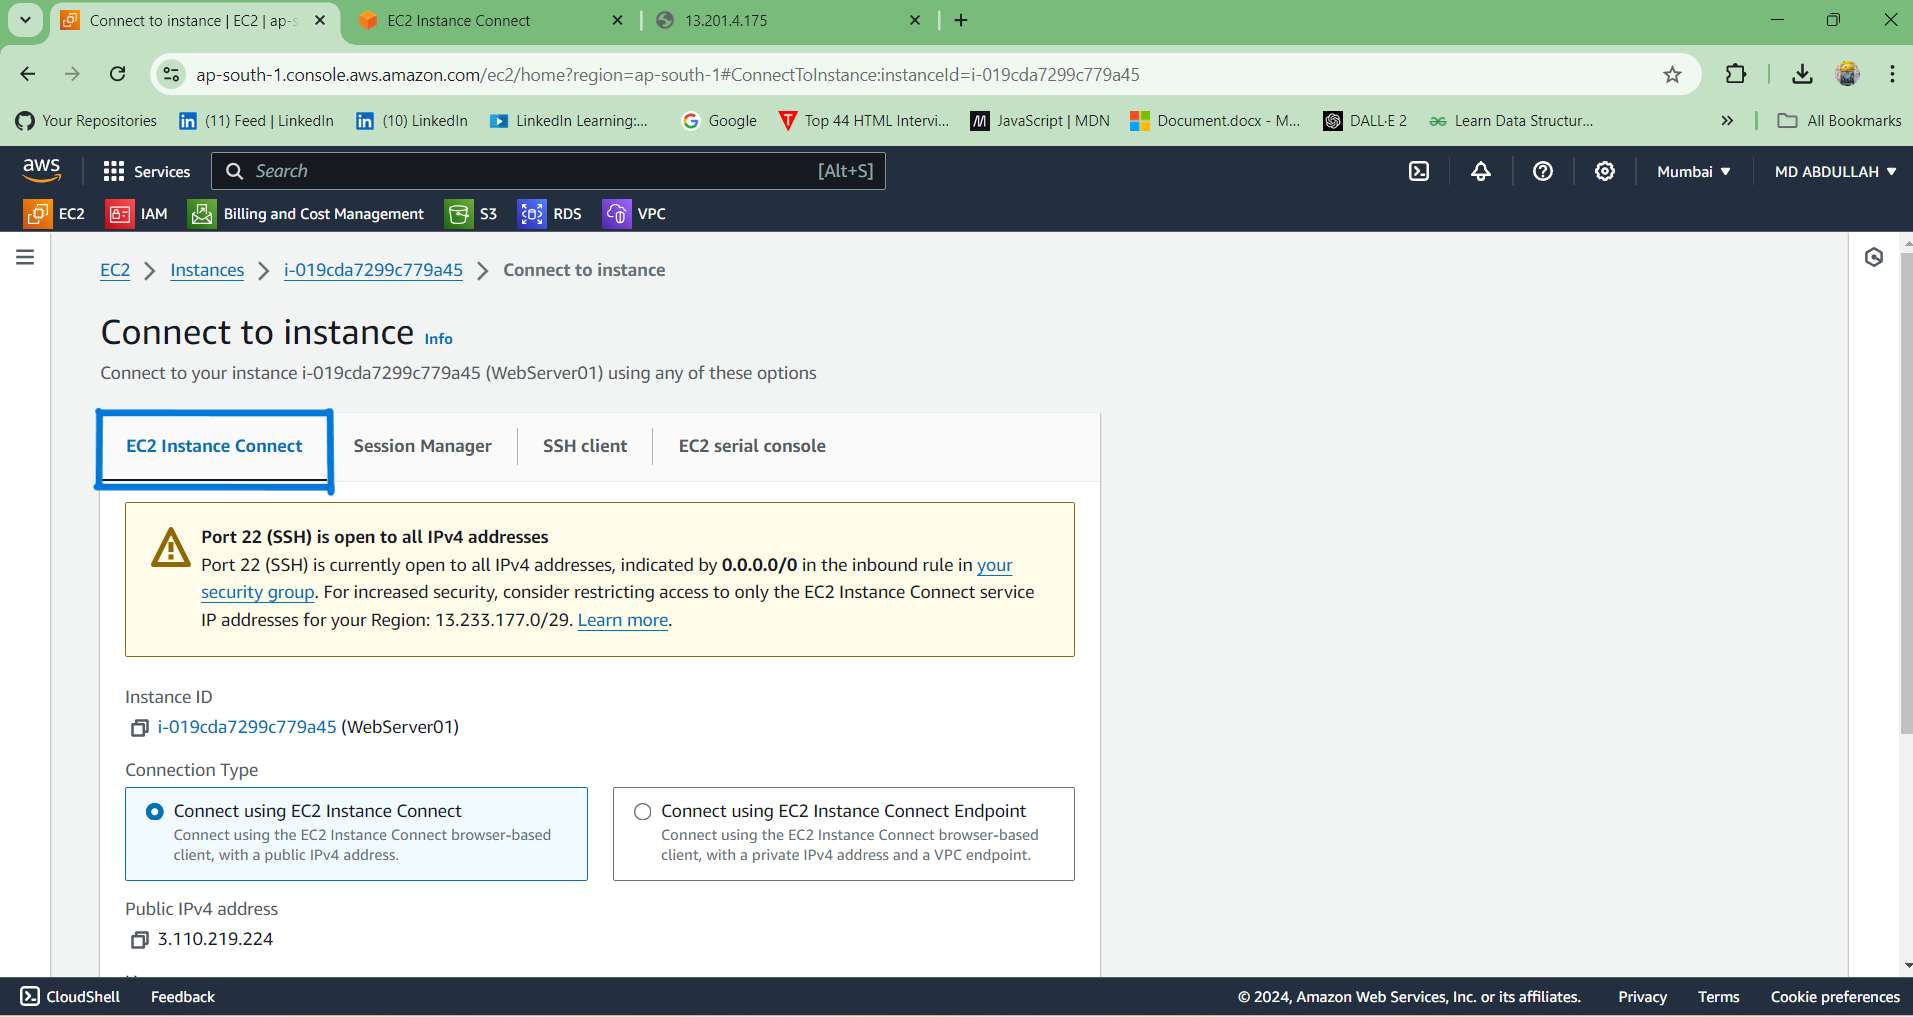 Connect to instance | EC2 | ap-s
EC2 Instance Connect
13.201.4.175
ap-south-1.console.aws.amazon.com/ec2/home?region=ap-south-1#ConnectToInstance:instanceId=i-019cda7299c779a45
Your Repositories
(11) Feed | LinkedIn
(10) LinkedIn
LinkedIn Learning:...
Google
Top 44 HTML Intervi...
JavaScript | MDN
Document.docx - M...
DALL·E 2
Learn Data Structur...
All Bookmarks
aws
Services
Search
[Alt+S]
Mumbai
MD ABDULLAH
EC2
IAM
Billing and Cost Management
S3
RDS
VPC
EC2
Instances
i-019cda7299c779a45
Connect to instance
Connect to instance Info
Connect to your instance i-019cda7299c779a45 (WebServer01) using any of these options
EC2 Instance Connect
Session Manager
SSH client
EC2 serial console
Port 22 (SSH) is open to all IPv4 addresses
Port 22 (SSH) is currently open to all IPv4 addresses, indicated by 0.0.0.0/0 in the inbound rule in your
security group. For increased security, consider restricting access to only the EC2 Instance Connect service
IP addresses for your Region: 13.233.177.0/29. Learn more.
Instance ID
i-019cda7299c779a45 (WebServer01)
Connection Type
Connect using EC2 Instance Connect
Connect using the EC2 Instance Connect browser-based
client, with a public IPv4 address.
Connect using EC2 Instance Connect Endpoint
Connect using the EC2 Instance Connect browser-based
client, with a private IPv4 address and a VPC endpoint.
Public IPv4 address
3.110.219.224
CloudShell
Feedback
© 2024, Amazon Web Services, Inc. or its affiliates.
Privacy
Terms
Cookie preferences